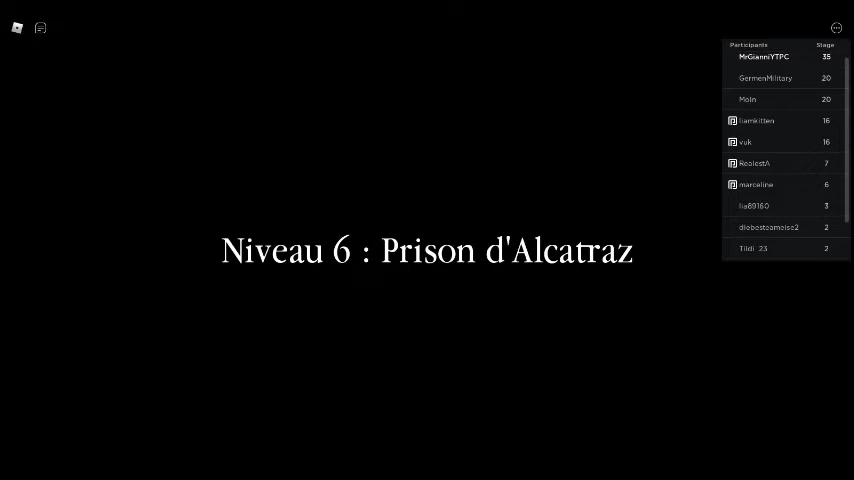 Participants Stage
MrGianniYTPC 35
GermenMilitary 20
Moin 20
liamkitten 16
vuk 16
RealestA 7
marceline 6
lia89160 3
diebesteameise2 2
Tildi_23 2
Niveau 6 : Prison d'Alcatraz